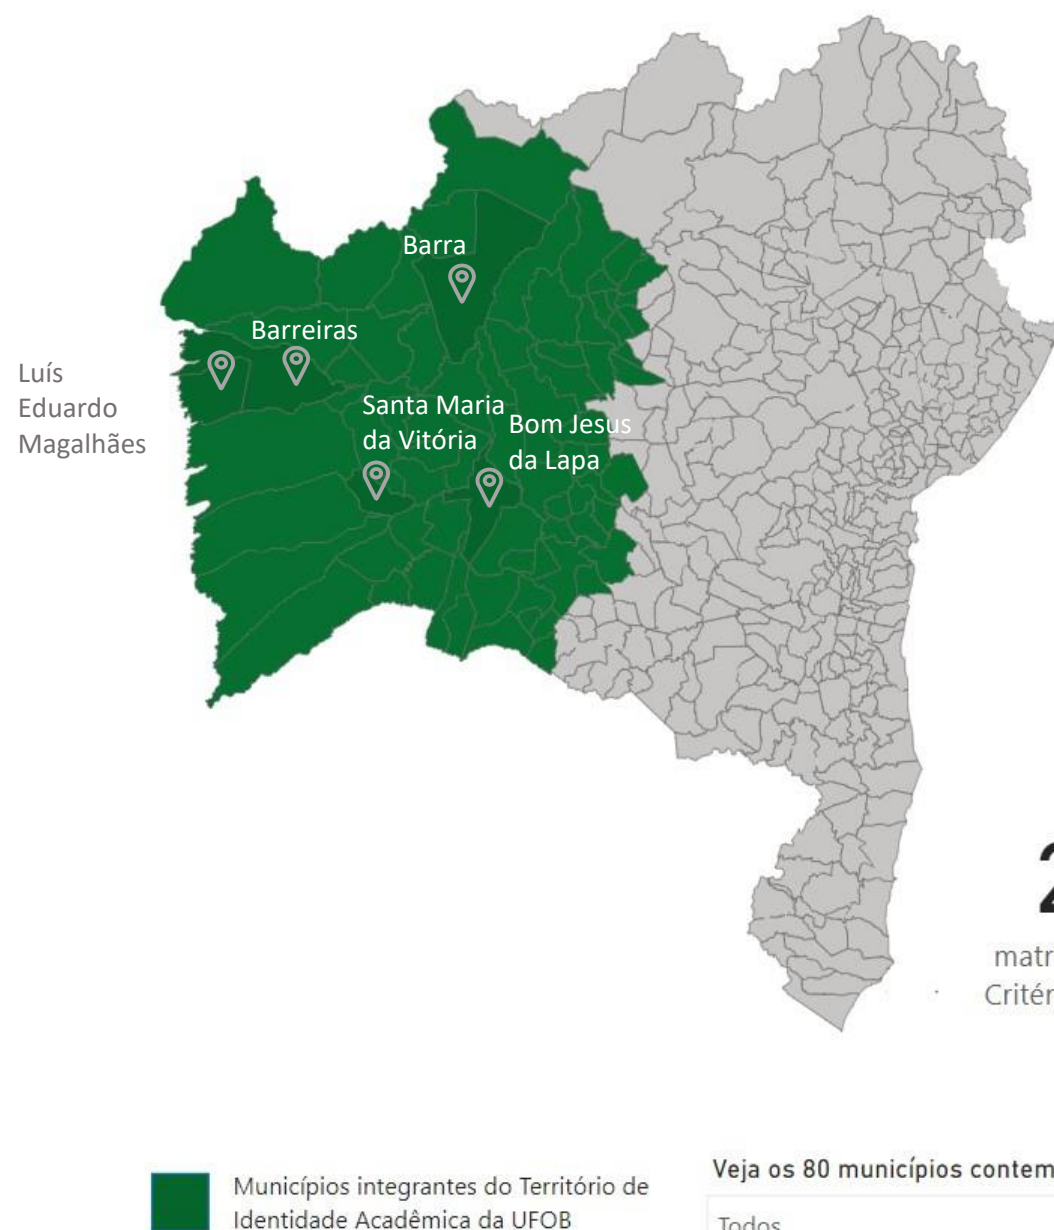 Barra
Barreiras
Luís
Eduardo
Magalhães
Santa Maria
da Vitória
Bom Jesus
da Lapa
2
matr
Critér
Municípios integrantes do Território de
Identidade Acadêmica da UFOB
Veja os 80 municípios contem
Todos